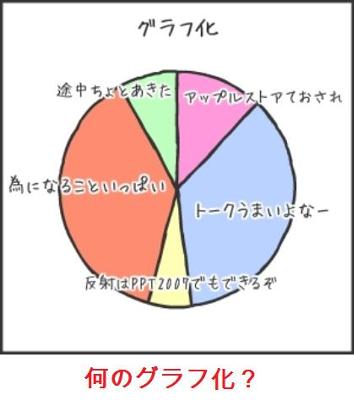 グラフ化
途中ちょとあきた
アップルストアておされ
為になることいっぱい
トークうまいよなー
反射はPPT2007でもできるぞ
何のグラフ化？